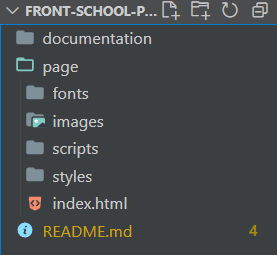 FRONT-SCHOOL-P...
documentation
page
fonts
images
scripts
styles
index.html
README.md 4